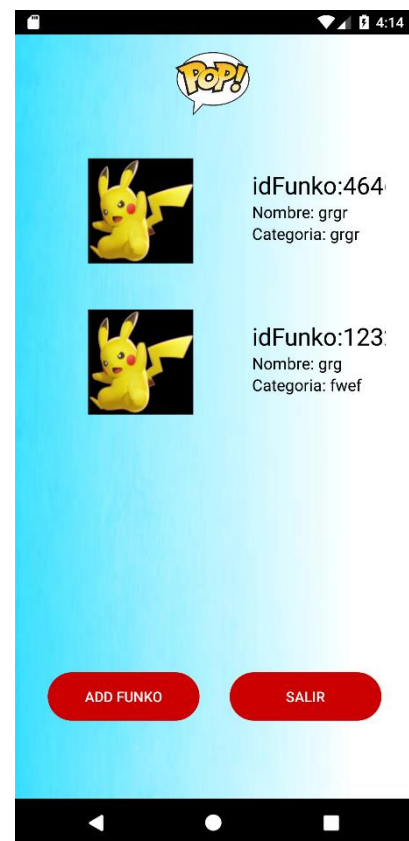 4:14
POP!
idFunko:464
Nombre: grgr
Categoria: grgr
idFunko:123
Nombre: grg
Categoria: fwef
ADD FUNKO
SALIR